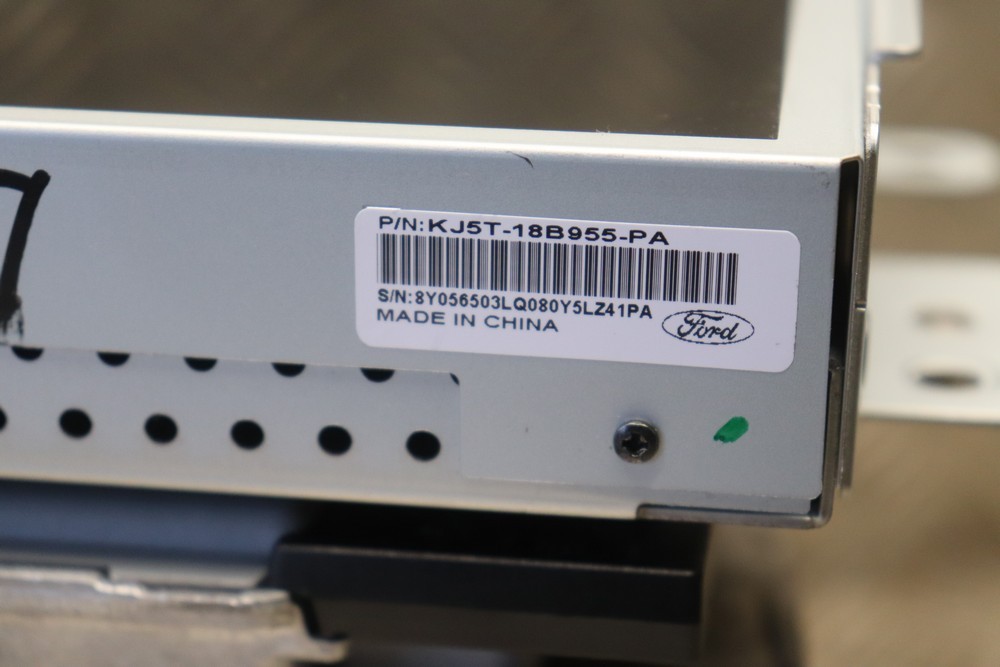 P/N:KJ5T-18B955-PA
S/N:8Y056503LQ080Y5LZ41PA
MADE IN CHINA
Ford